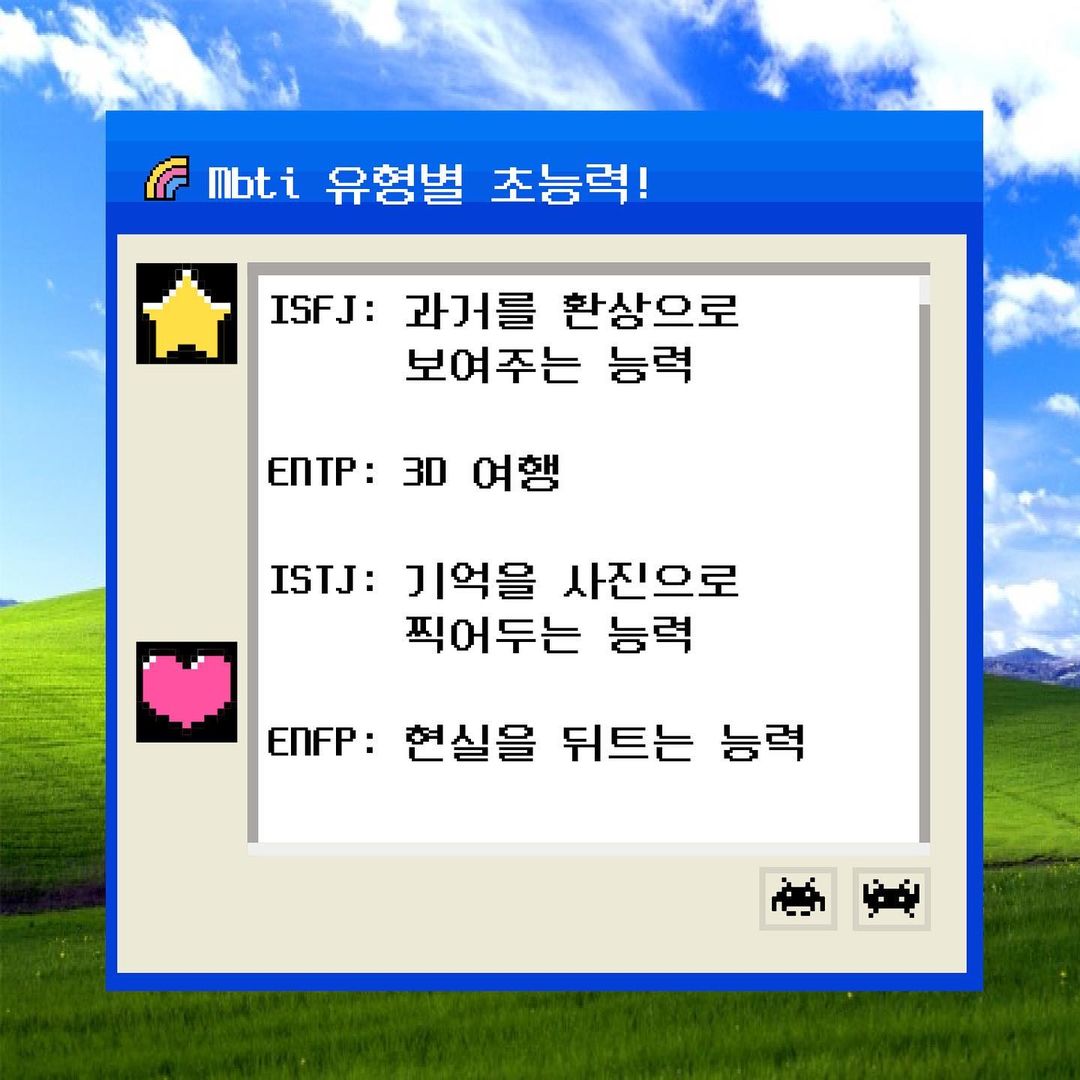 Mbti 유형별 초능력!
ISFJ: 과거를 환상으로
보여주는 능력
ENTP: 3D 여행
ISTJ: 기억을 사진으로
찍어두는 능력
ENFP: 현실을 뒤트는 능력